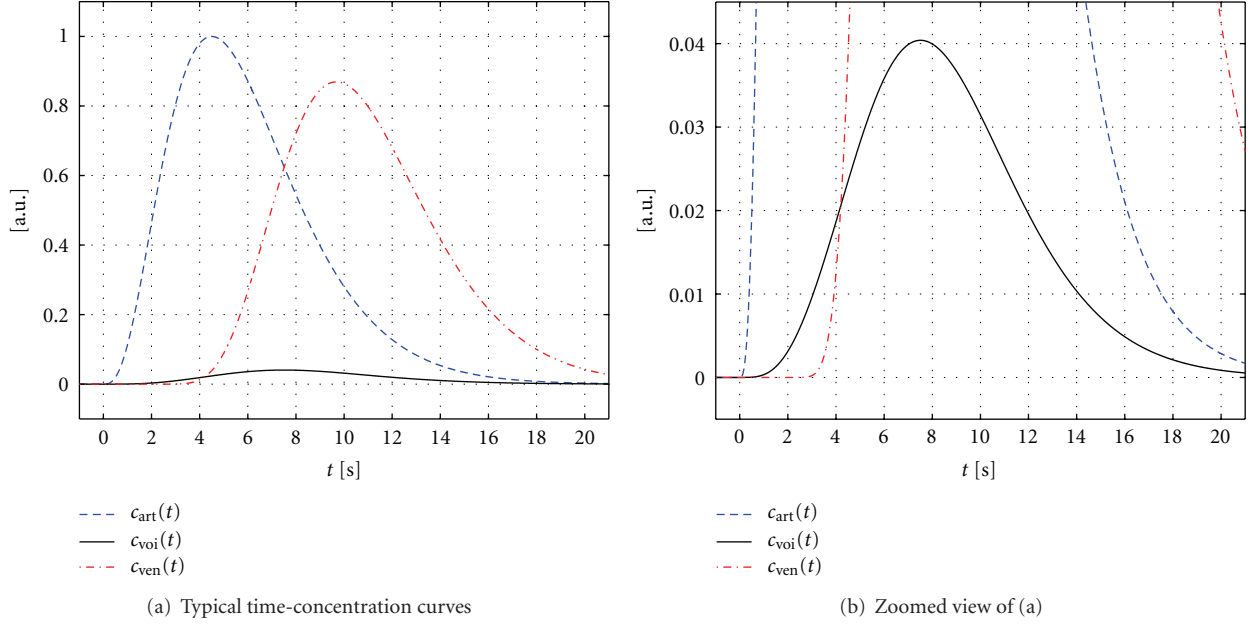 1
0.8
0.6
0.4
0.2
0
[a.u.]
0 2 4 6 8 10 12 14 16 18 20
t [s]
c_art(t)
c_voi(t)
c_ven(t)
(a) Typical time-concentration curves
0.04
0.03
0.02
0.01
0
[a.u.]
0 2 4 6 8 10 12 14 16 18 20
t [s]
c_art(t)
c_voi(t)
c_ven(t)
(b) Zoomed view of (a)